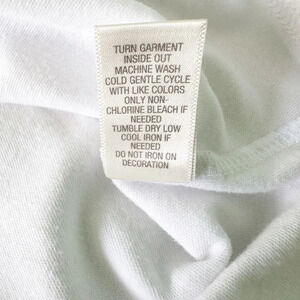 TURN GARMENT
INSIDE OUT
MACHINE WASH
COLD GENTLE CYCLE
WITH LIKE COLORS
ONLY NON-
CHLORINE BLEACH IF
NEEDED
TUMBLE DRY LOW
COOL IRON IF
NEEDED
DO NOT IRON ON
DECORATION